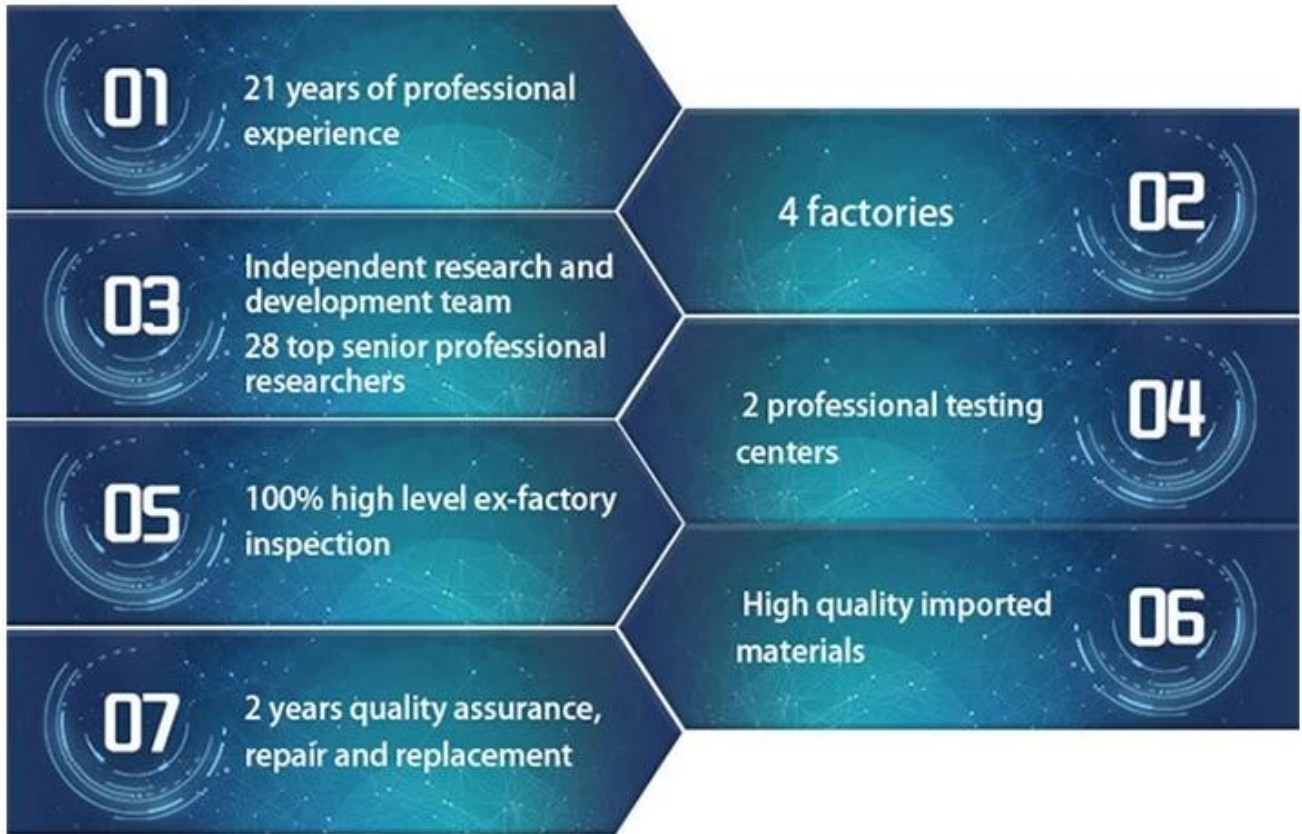 01
21 years of professional
experience
02
4 factories
03
Independent research and
development team
28 top senior professional
researchers
04
2 professional testing
centers
05
100% high level ex-factory
inspection
06
High quality imported
materials
07
2 years quality assurance,
repair and replacement